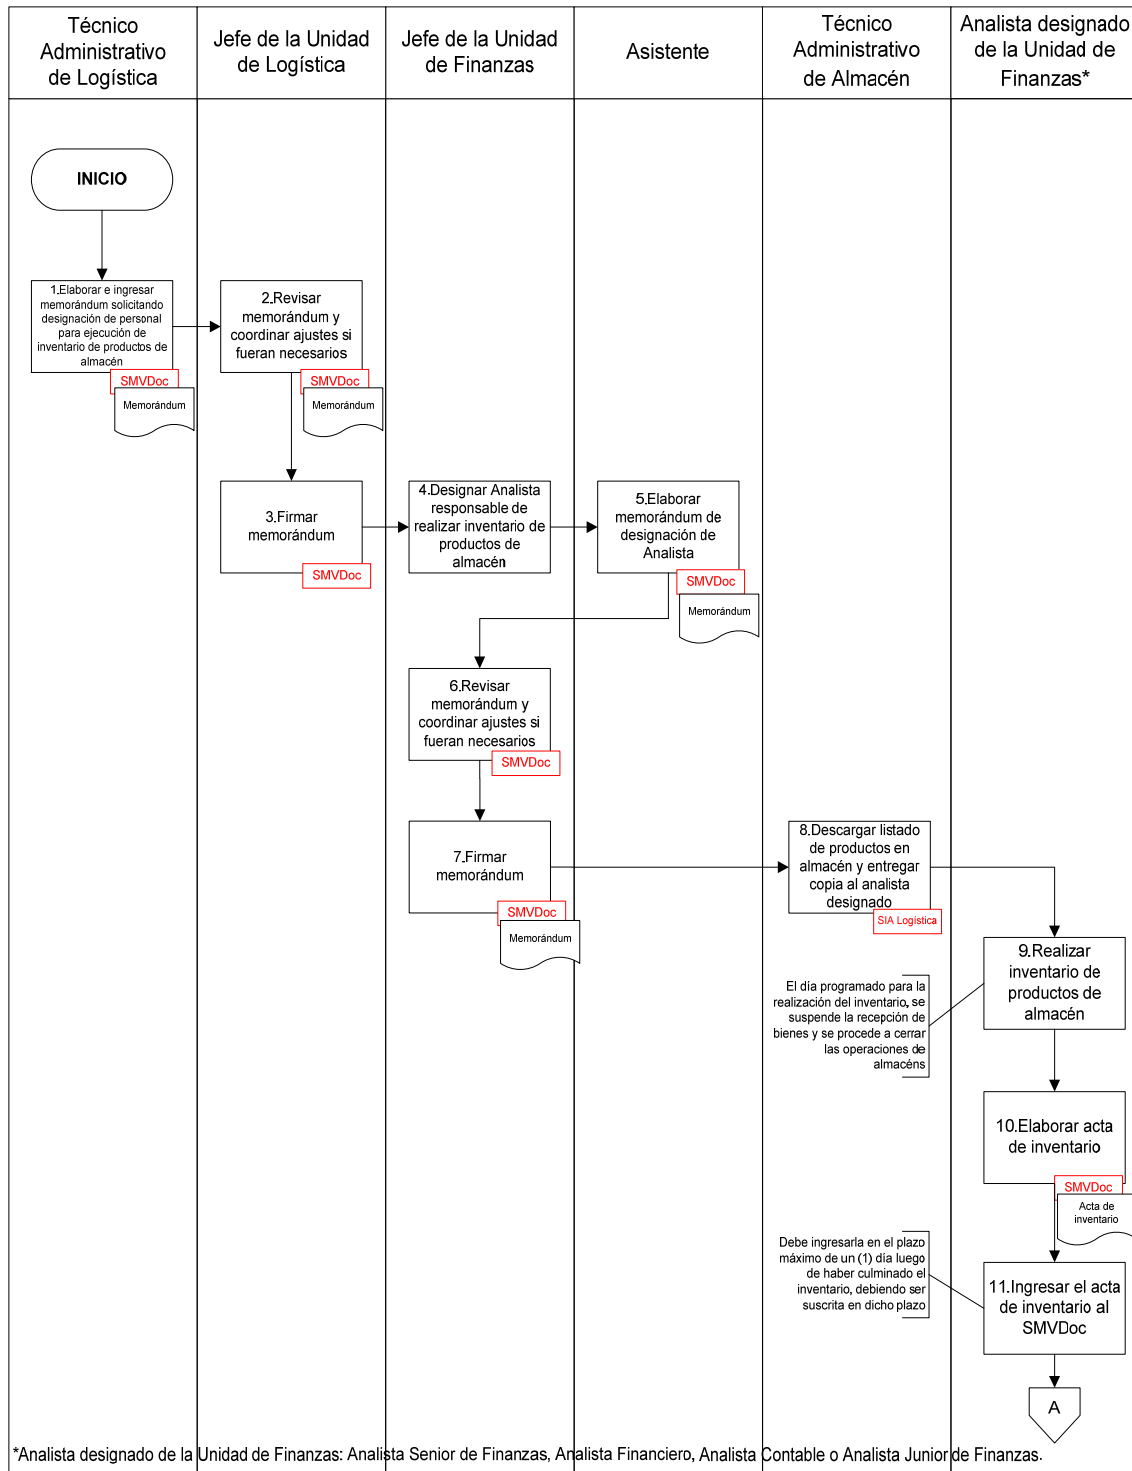 Técnico
Administrativo
de Logística
Jefe de la Unidad
de Logística
Jefe de la Unidad
de Finanzas
Asistente
Técnico
Administrativo
de Almacén
Analista designado
de la Unidad de
Finanzas*
INICIO
1.Elaborar e ingresar
memorándum solicitando
designación de personal
para ejecución de
inventario de productos de
almacén
SMVDoc
Memorándum
2.Revisar
memorándum y
coordinar ajustes si
fueran necesarios
SMVDoc
Memorándum
3.Firmar
memorándum
SMVDoc
4.Designar Analista
responsable de
realizar inventario de
productos de
almacén
5.Elaborar
memorándum de
designación de
Analista
SMVDoc
Memorándum
6.Revisar
memorándum y
coordinar ajustes si
fueran necesarios
SMVDoc
7.Firmar
memorándum
SMVDoc
Memorándum
8.Descargar listado
de productos en
almacén y entregar
copia al analista
designado
SIA Logística
9.Realizar
inventario de
productos de
almacén
El día programado para la
realización del inventario, se
suspende la recepción de
bienes y se procede a cerrar
las operaciones de
almacéns
10.Elaborar acta
de inventario
SMVDoc
Acta de
inventario
Debe ingresarla en el plazo
máximo de un (1) día luego
de haber culminado el
inventario, debiendo ser
suscrita en dicho plazo
11.Ingresar el acta
de inventario al
SMVDoc
A
*Analista designado de la Unidad de Finanzas: Analista Senior de Finanzas, Analista Financiero, Analista Contable o Analista Junior de Finanzas.